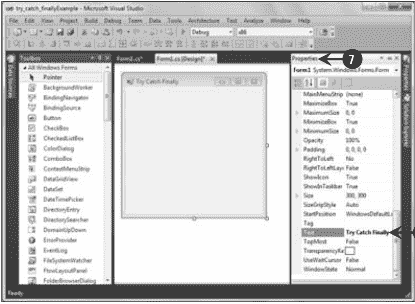 try_catch_finallyExample - Microsoft Visual Studio
File Edit View Project Build Debug Team Data Tools Architecture Test Analyze Window Help
Debug x86
Toolbox
All Windows Forms
Pointer
BackgroundWorker
BindingNavigator
BindingSource
Button
CheckBox
CheckedListBox
ColorDialog
ComboBox
ContextMenuStrip
DataGridView
DataSet
DateTimePicker
DirectoryEntry
DirectorySearcher
DomainUpDown
ErrorProvider
EventLog
FileSystemWatcher
FlowLayoutPanel
FolderBrowserDialog
Form1.cs [Design]*
Try Catch Finally
Properties
7
Form1 System.Windows.Forms.Form
MainMenuStrip (none)
MaximizeBox True
MaximumSize 0, 0
MinimizeBox True
MinimumSize 0, 0
Opacity 100%
Padding 0, 0, 0, 0
RightToLeft No
RightToLeftLayo False
ShowIcon True
ShowInTaskbar True
Size 300, 300
SizeGripStyle Auto
StartPosition WindowsDefaultL
Tag
Text Try Catch Finally
TopMost False
TransparencyKe
UseWaitCursor False
WindowState Normal
Ready